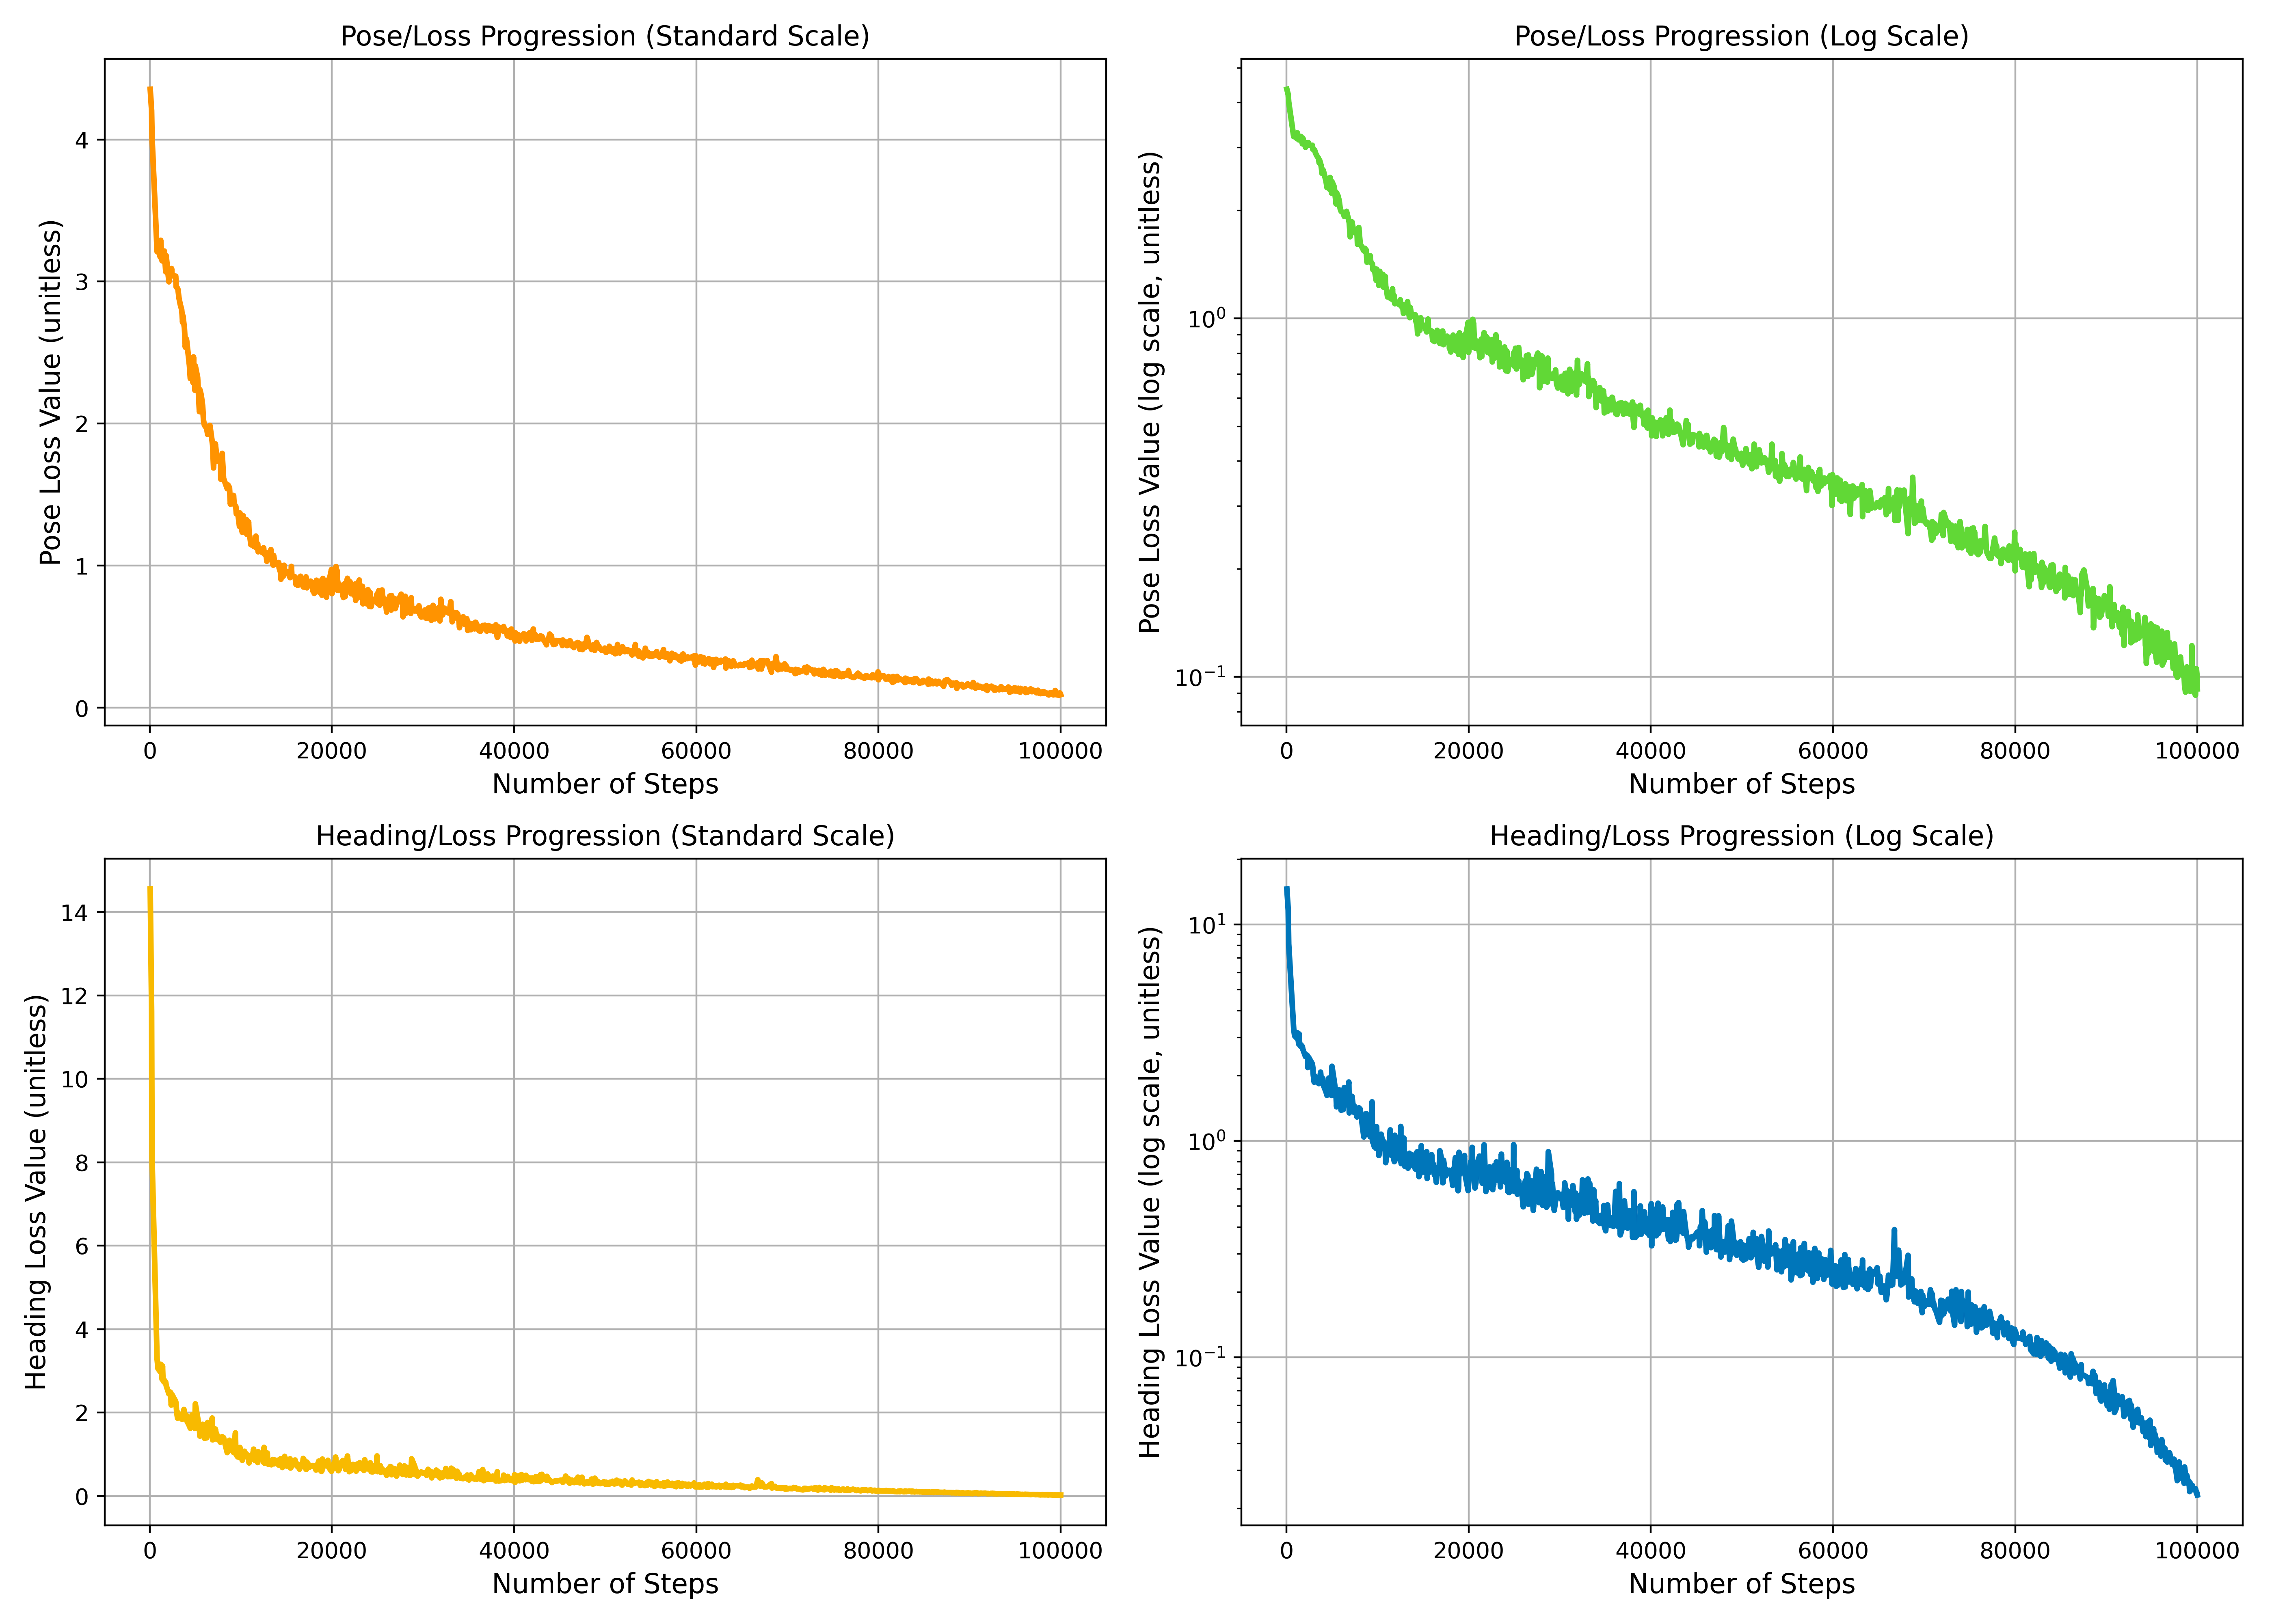 Pose/Loss Progression (Standard Scale)
Pose Loss Value (unitless)
4
3
2
1
0
0 20000 40000 60000 80000 100000
Number of Steps
Pose/Loss Progression (Log Scale)
Pose Loss Value (log scale, unitless)
10⁰
10⁻¹
0 20000 40000 60000 80000 100000
Number of Steps
Heading/Loss Progression (Standard Scale)
Heading Loss Value (unitless)
14
12
10
8
6
4
2
0
0 20000 40000 60000 80000 100000
Number of Steps
Heading/Loss Progression (Log Scale)
Heading Loss Value (log scale, unitless)
10¹
10⁰
10⁻¹
0 20000 40000 60000 80000 100000
Number of Steps